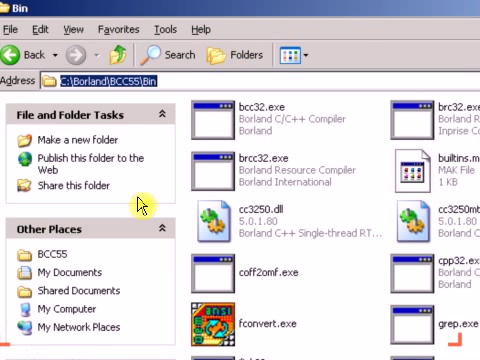 Bin
File Edit View Favorites Tools Help
Back Search Folders
Address C:\Borland\BCC55\Bin
File and Folder Tasks
Make a new folder
Publish this folder to the
Web
Share this folder
Other Places
BCC55
My Documents
Shared Documents
My Computer
My Network Places
bcc32.exe
Borland C/C++ Compiler
Borland
brcc32.exe
Borland Resource Compiler
Borland International
cc3250.dll
5.0.1.80
Borland C++ Single-thread RT...
coff2omf.exe
fconvert.exe
brc32.exe
Borland R
Inprise Co
builtins.m
MAK File
1 KB
cc3250mt
5.0.1.80
Borland C
cpp32.ex
Borland C
Borland
grep.exe